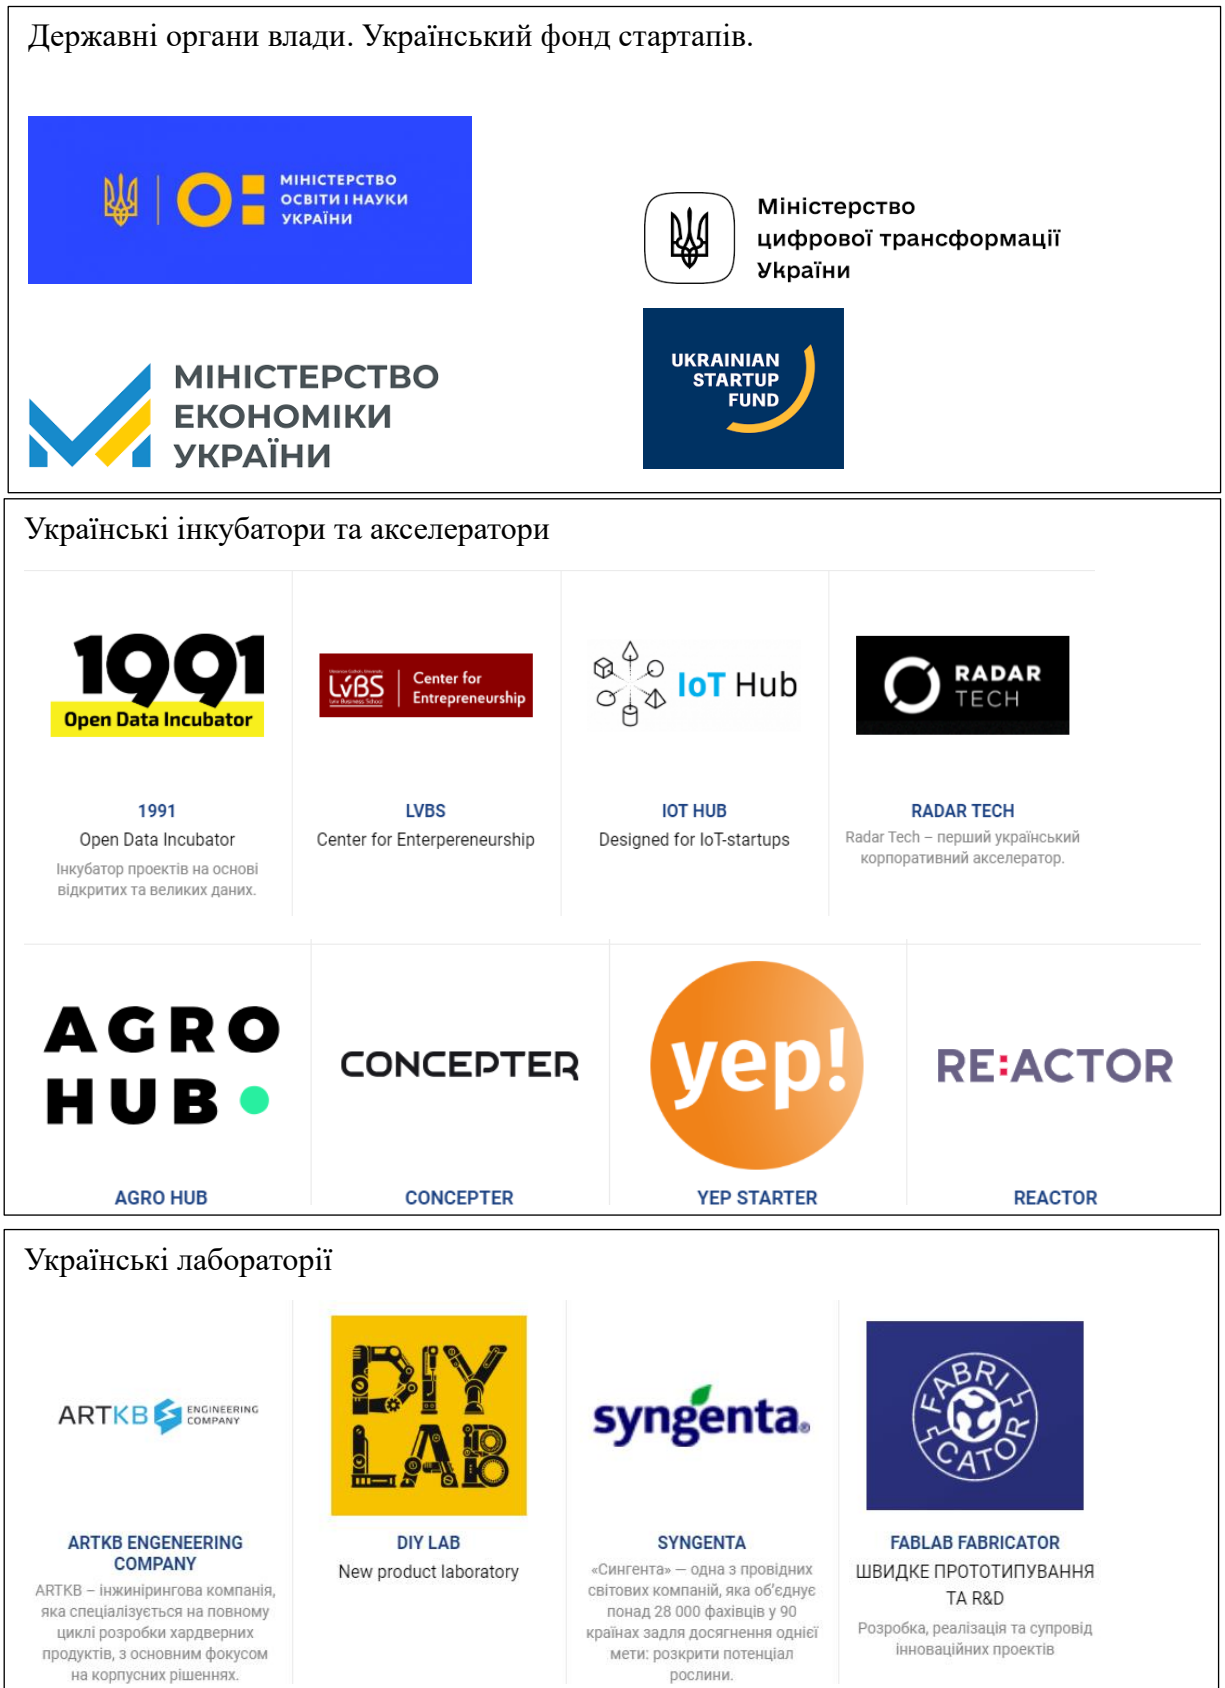 Державні органи влади. Український фонд стартапів.
МІНІСТЕРСТВО
ОСВІТИ І НАУКИ
УКРАЇНИ
Міністерство
цифрової трансформації
України
МІНІСТЕРСТВО
ЕКОНОМІКИ
УКРАЇНИ
UKRAINIAN
STARTUP
FUND
Українські інкубатори та акселератори
1991
Open Data Incubator
LvBS
Center for
Entrepreneurship
IoT Hub
RADAR
TECH
1991
Open Data Incubator
Інкубатор проектів на основі
відкритих та великих даних.
LVBS
Center for Enterpereneurship
IOT HUB
Designed for IoT-startups
RADAR TECH
Radar Tech – перший український
корпоративний акселератор.
AGRO
HUB
CONCEPTER
yep!
RE:ACTOR
AGRO HUB
CONCEPTER
YEP STARTER
REACTOR
Українські лабораторії
ARTKB ENGINEERING
COMPANY
DIY
LAB
syngenta®
FABRICATOR
ARTKB ENGENEERING
COMPANY
ARTKB – інжинірингова компанія,
яка спеціалізується на повному
циклі розробки хардверних
продуктів, з основним фокусом
на корпусних рішеннях.
DIY LAB
New product laboratory
SYNGENTA
«Сингента» — одна з провідних
світових компаній, яка об’єднує
понад 28 000 фахівців у 90
країнах задля досягнення однієї
мети: розкрити потенціал
рослини.
FABLAB FABRICATOR
ШВИДКЕ ПРОТОТИПУВАННЯ
ТА R&D
Розробка, реалізація та супровід
інноваційних проектів